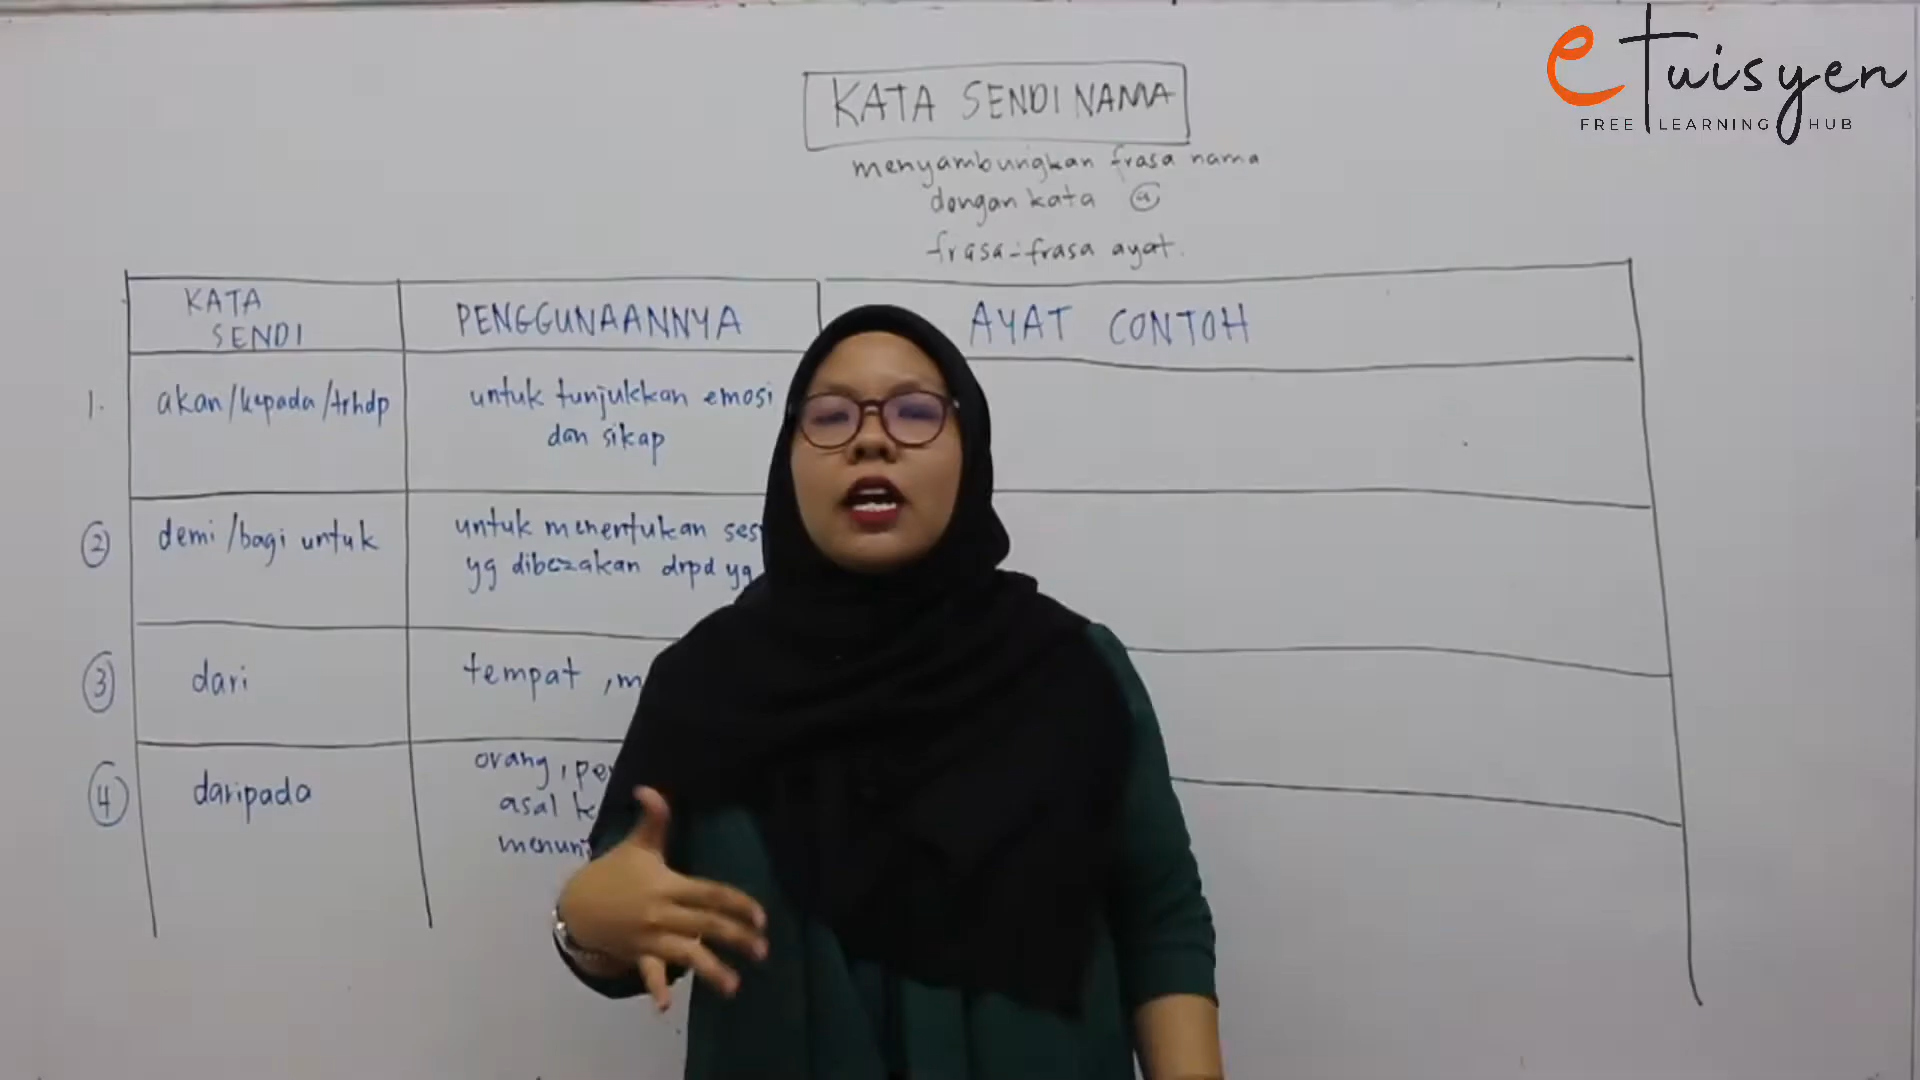 eTuisyen
FREE LEARNING HUB
KATA SENDI NAMA
menyambungkan frasa nama
dengan kata @
frasa-frasa ayat.
KATA
SENDI
PENGGUNAANNYA
AYAT CONTOH
1. akan/kepada/trhdp
untuk tunjukkan emosi
dan sikap
2 demi/bagi untuk
untuk menentukan
yg dibezakan drpd yg
3 dari
tempat,
4 daripada
orang,
asal